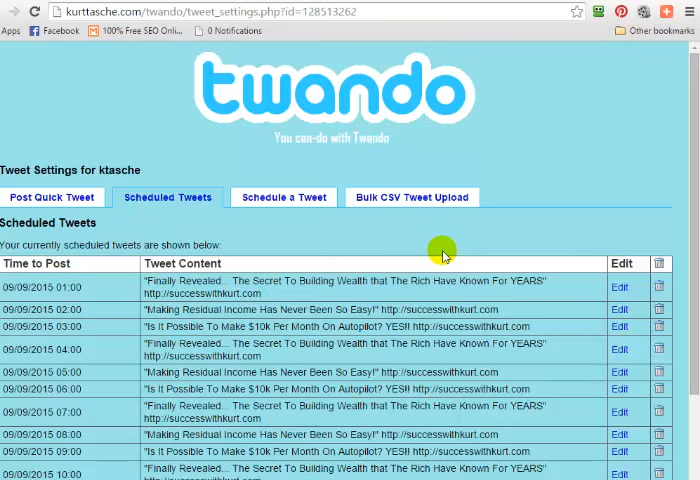 kurttasche.com/twando/tweet_settings.php?id=128513262
Apps Facebook 100% Free SEO Onli... 0 Notifications Other bookmarks
twando
You can-do with Twando
Tweet Settings for ktasche
Post Quick Tweet Scheduled Tweets Schedule a Tweet Bulk CSV Tweet Upload
Scheduled Tweets
Your currently scheduled tweets are shown below:
Time to Post Tweet Content Edit
09/09/2015 01:00 "Finally Revealed... The Secret To Building Wealth that The Rich Have Known For YEARS" Edit
http://successwithkurt.com
09/09/2015 02:00 "Making Residual Income Has Never Been So Easy!" http://successwithkurt.com Edit
09/09/2015 03:00 "Is It Possible To Make $10k Per Month On Autopilot? YES!! http://successwithkurt.com Edit
09/09/2015 04:00 "Finally Revealed... The Secret To Building Wealth that The Rich Have Known For YEARS" Edit
http://successwithkurt.com
09/09/2015 05:00 "Making Residual Income Has Never Been So Easy!" http://successwithkurt.com Edit
09/09/2015 06:00 "Is It Possible To Make $10k Per Month On Autopilot? YES!! http://successwithkurt.com Edit
09/09/2015 07:00 "Finally Revealed... The Secret To Building Wealth that The Rich Have Known For YEARS" Edit
http://successwithkurt.com
09/09/2015 08:00 "Making Residual Income Has Never Been So Easy!" http://successwithkurt.com Edit
09/09/2015 09:00 "Is It Possible To Make $10k Per Month On Autopilot? YES!! http://successwithkurt.com Edit
09/09/2015 10:00 "Finally Revealed... The Secret To Building Wealth that The Rich Have Known For YEARS" Edit